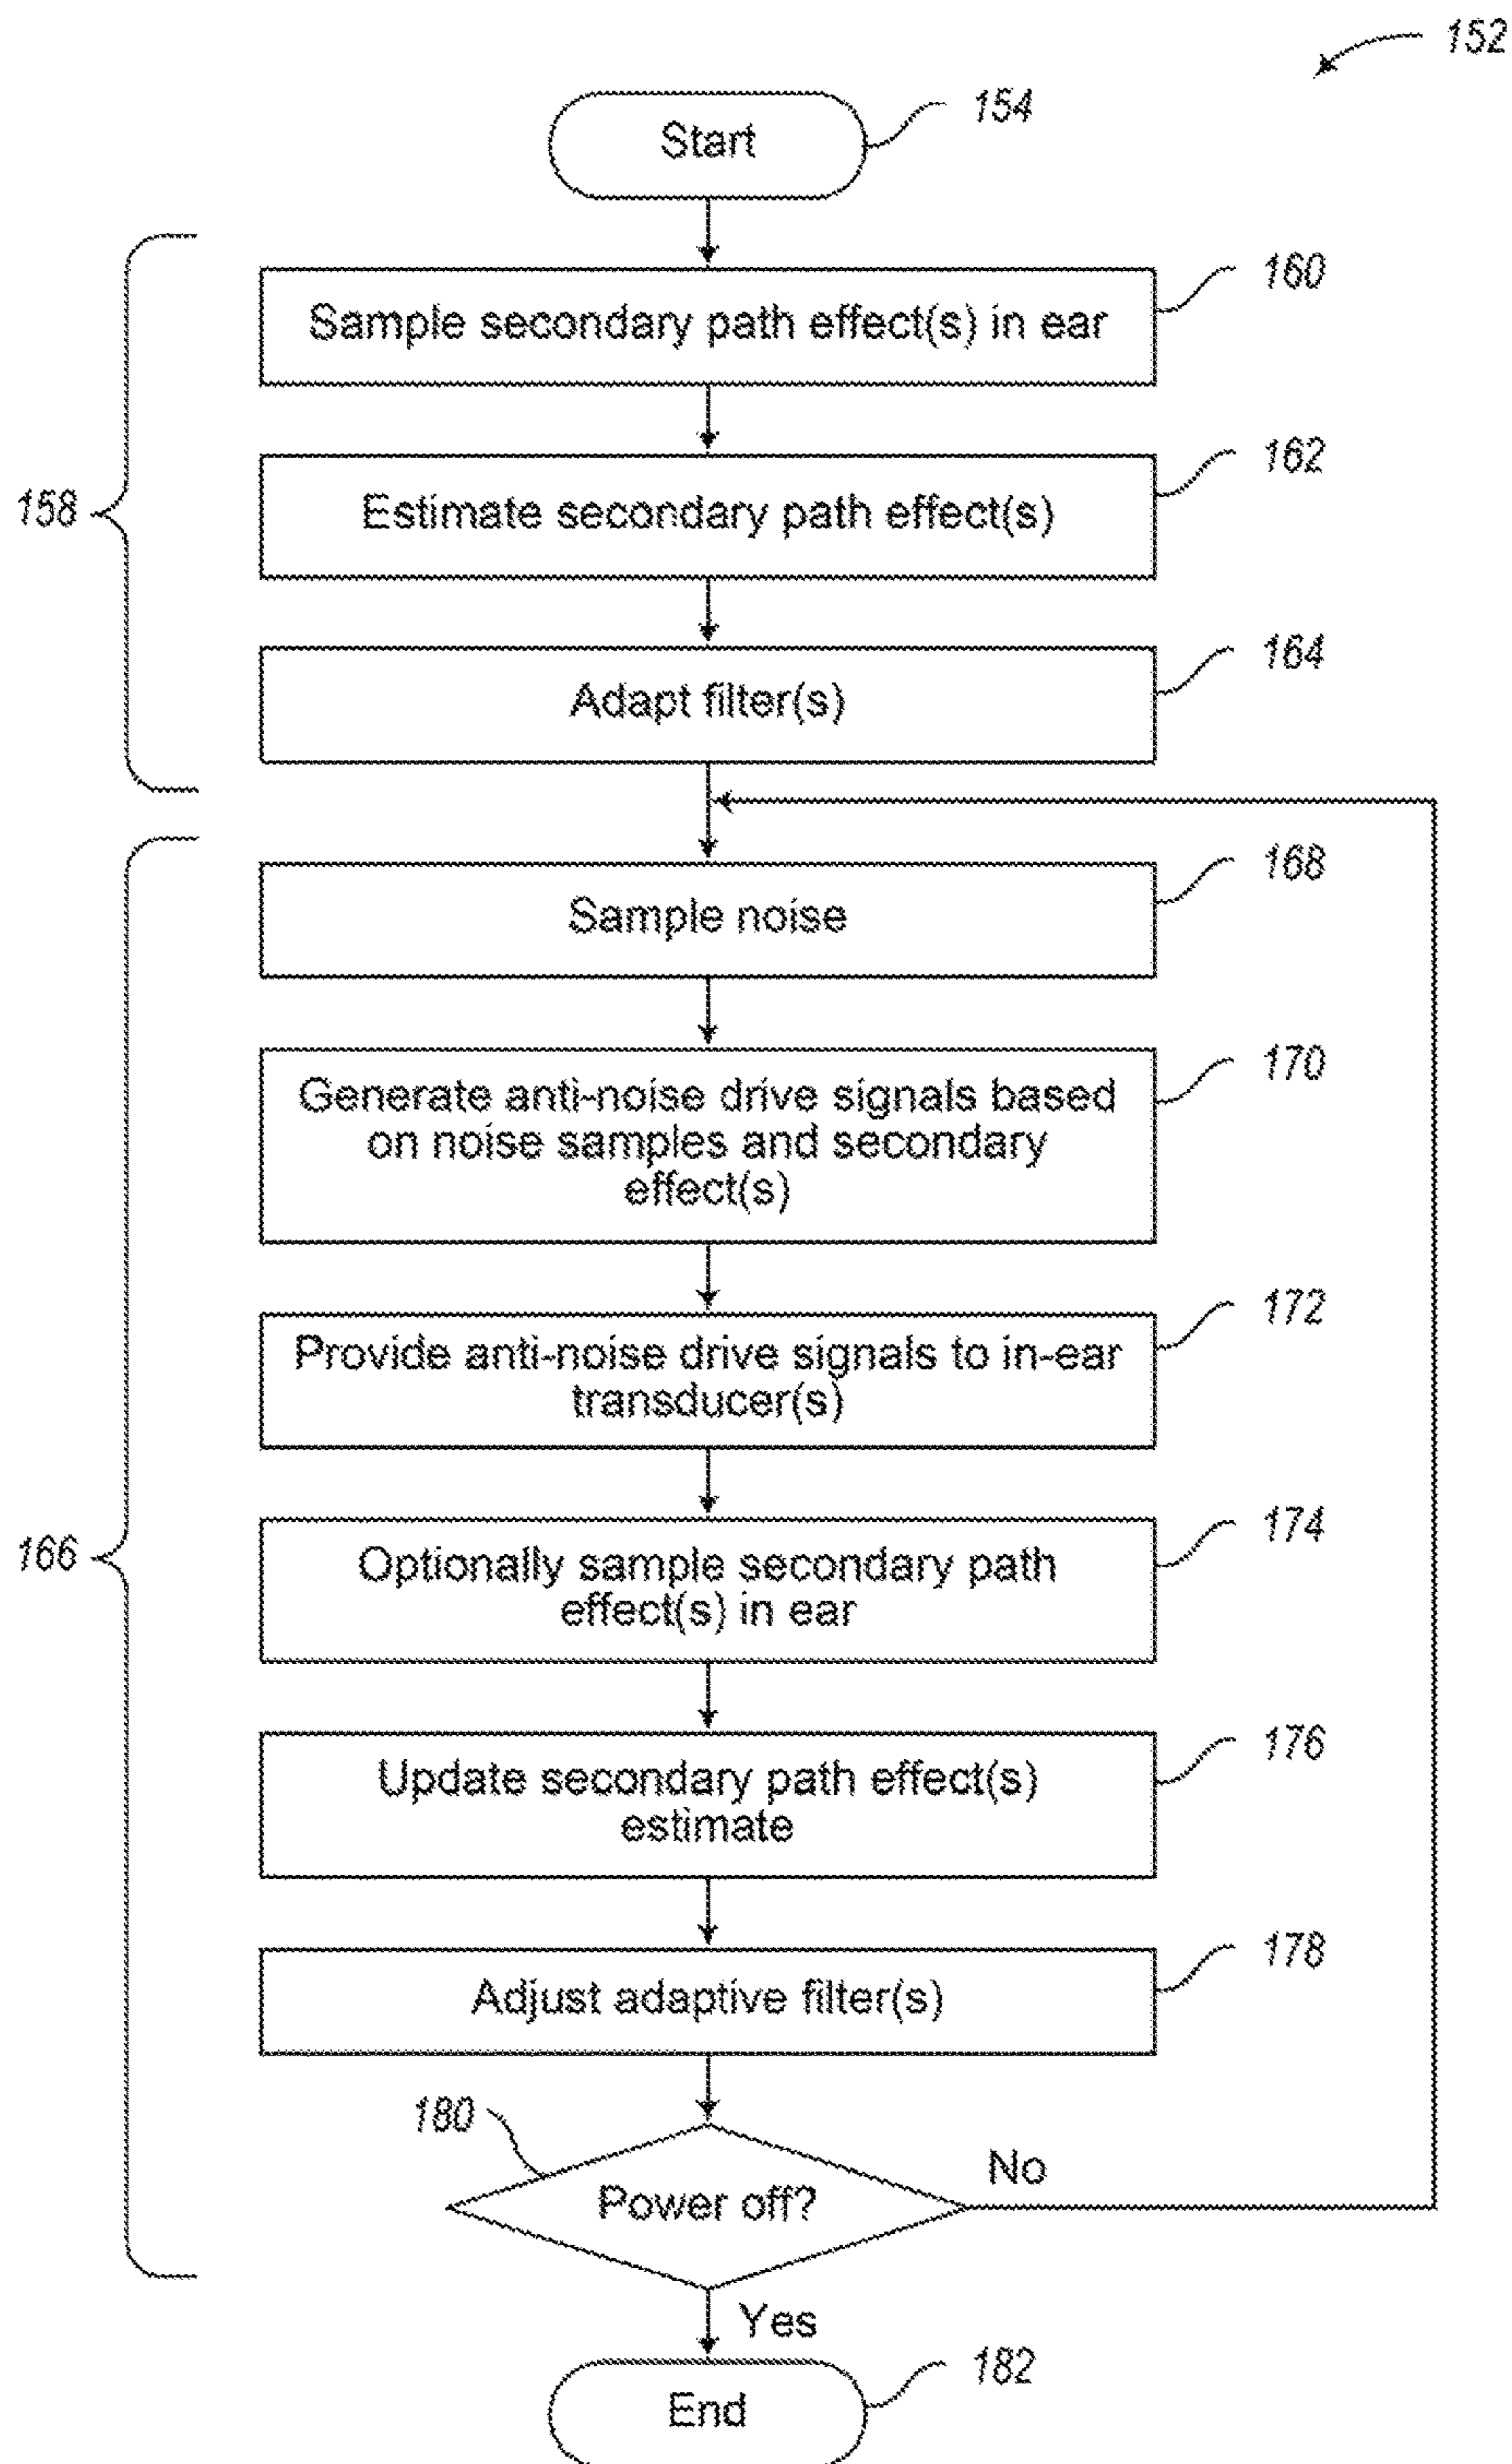 152
Start
154
160
Sample secondary path effect(s) in ear
162
Estimate secondary path effect(s)
158
164
Adapt filter(s)
168
Sample noise
170
Generate anti-noise drive signals based
on noise samples and secondary
effect(s)
172
Provide anti-noise drive signals to in-ear
transducer(s)
174
Optionally sample secondary path
effect(s) in ear
166
176
Update secondary path effect(s)
estimate
178
Adjust adaptive filter(s)
180
No
Power off?
Yes
182
End